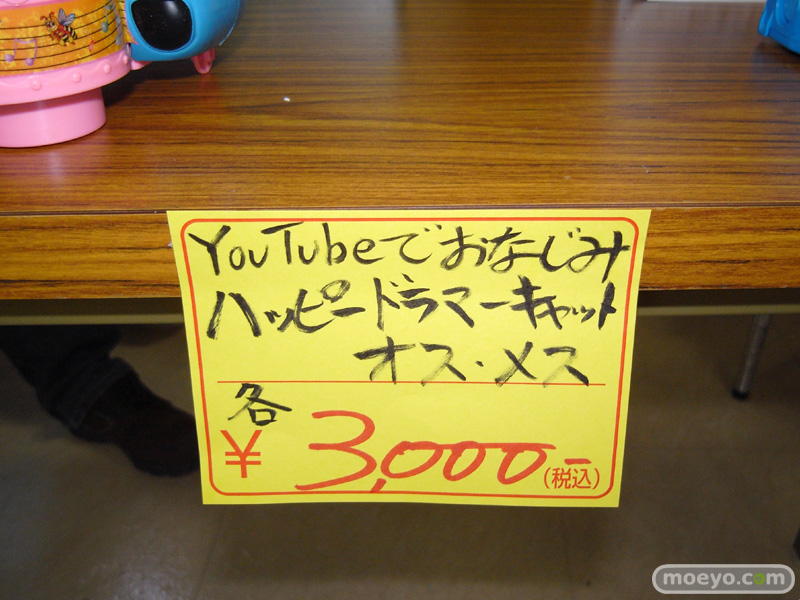 YouTubeでおなじみ
ハッピードラマーキャット
オス・メス
各
¥ 3,000-
(税込)
moeyo.com